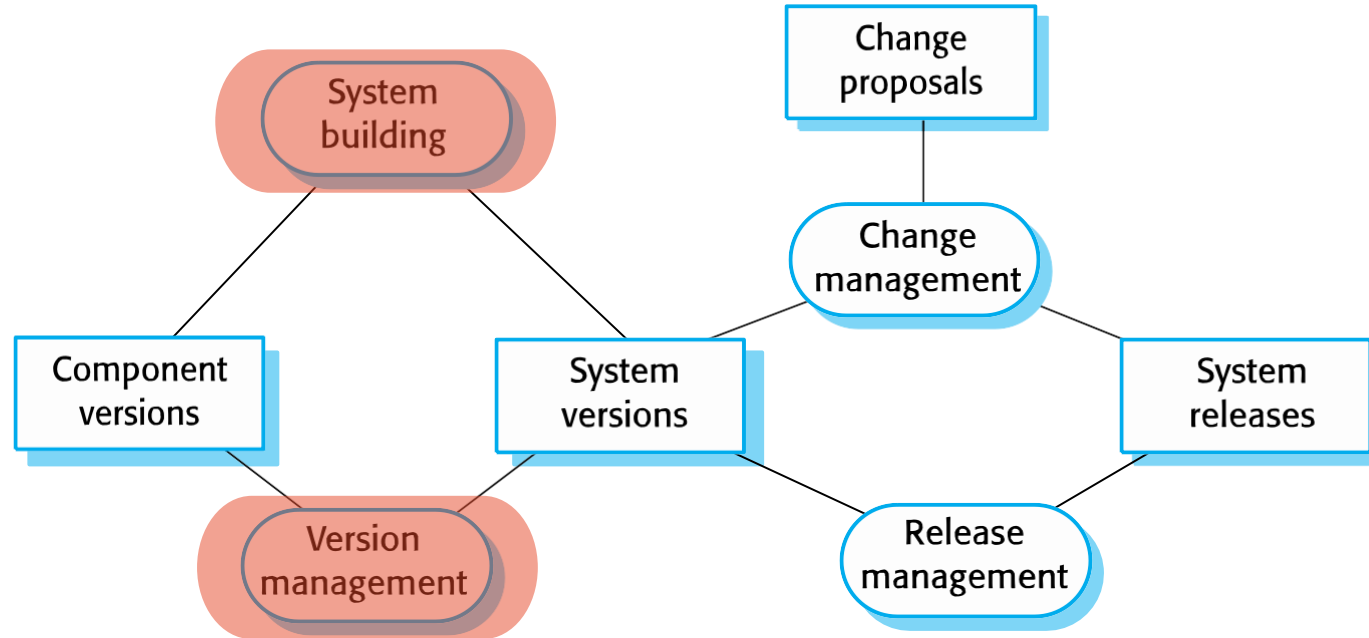 System
building
Change
proposals
Change
management
Component
versions
System
versions
System
releases
Version
management
Release
management